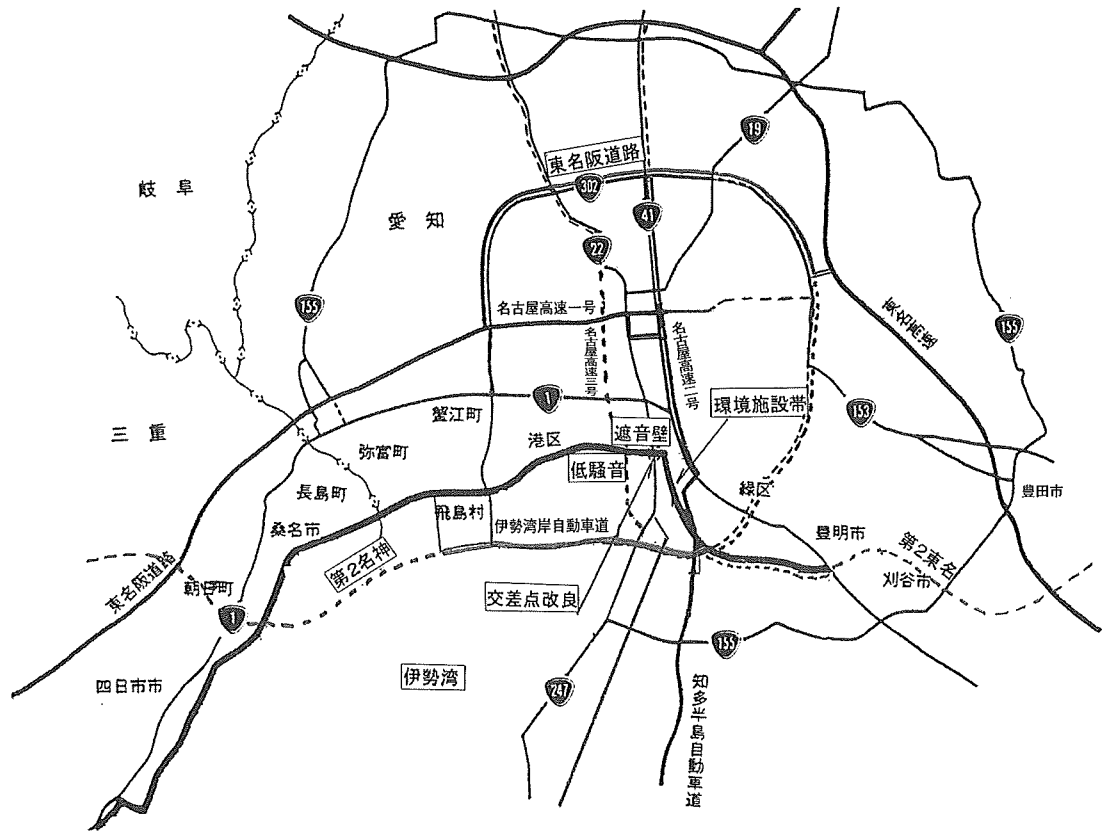 19
東名阪道路
302
岐阜
41
愛知
22
155
名古屋高速一号
東名高速
155
名古屋高速三号
名古屋高速二号
環境施設帯
1
153
蟹江町
遮音壁
三重
港区
弥富町
低騒音
長島町
緑区
豊田市
飛島村
桑名市
伊勢湾岸自動車道
豊明市
第2東名
第2名神
刈谷市
東名阪道路
朝日町
交差点改良
1
155
伊勢湾
四日市市
247
知多半島自動車道